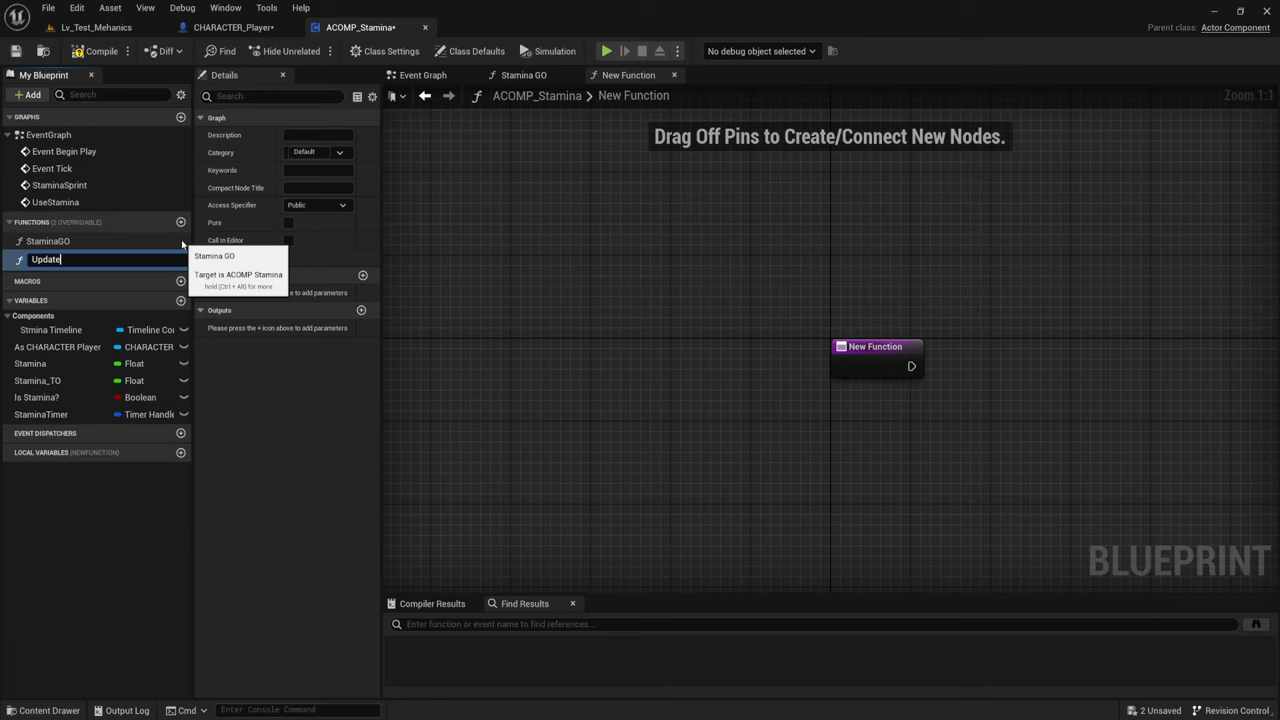 File Edit Asset View Debug Window Tools Help
Lv_Test_Mehanics CHARACTER_Player* ACOMP_Stamina* Parent class: Actor Component
Compile Diff Find Hide Unrelated Class Settings Class Defaults Simulation No debug object selected
My Blueprint Details Event Graph Stamina GO New Function
Add Search Search ACOMP_Stamina > New Function Zoom 1:1
GRAPHS
EventGraph
Event Begin Play
Event Tick
StaminaSprint
UseStamina
FUNCTIONS (2 OVERRIDABLE)
StaminaGO
Update
MACROS
VARIABLES
Components
Stmina Timeline Timeline Cor
As CHARACTER Player CHARACTER
Stamina Float
Stamina_TO Float
Is Stamina? Boolean
StaminaTimer Timer Handle
EVENT DISPATCHERS
LOCAL VARIABLES (NEWFUNCTION)
Graph
Description
Category Default
Keywords
Compact Node Title
Access Specifier Public
Pure
Call In Editor
Stamina GO
Target is ACOMP Stamina
hold (Ctrl + Alt) for more
e to add parameters
Outputs
Please press the + icon above to add parameters
Drag Off Pins to Create/Connect New Nodes.
New Function
BLUEPRINT
Compiler Results Find Results
Enter function or event name to find references...
Content Drawer Output Log Cmd Enter Console Command 2 Unsaved Revision Control